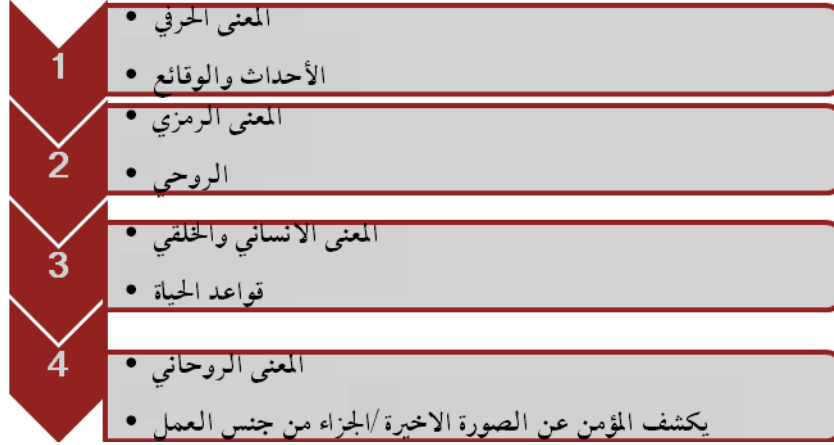 1
• المعنى الحرفي
• الأحداث والوقائع
2
• المعنى الرمزي
• الروحي
3
• المعنى الانساني والخلقي
• قواعد الحياة
4
• المعنى الروحاني
• يكشف المؤمن عن الصورة الاخيرة /الجزاء من جنس العمل